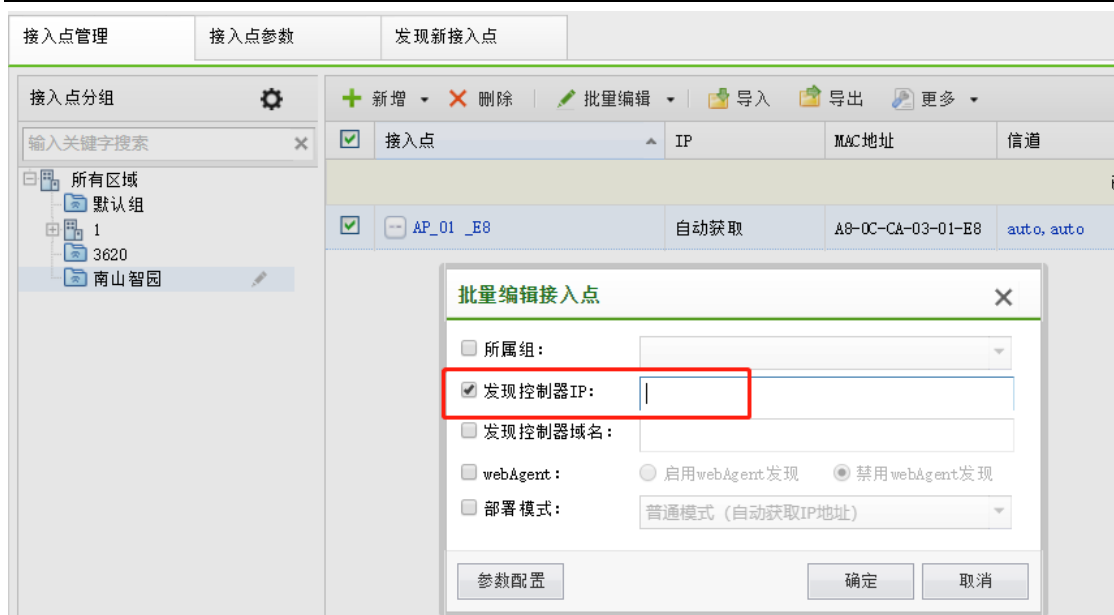 接入点管理 接入点参数 发现新接入点
接入点分组
新增 删除 批量编辑 导入 导出 更多
输入关键字搜索
接入点 IP MAC地址 信道
所有区域
默认组
1
3620
南山智园
AP_01 _E8 自动获取 A8-0C-CA-03-01-E8 auto, auto
批量编辑接入点
所属组:
发现控制器IP:
发现控制器域名:
webAgent: 启用webAgent发现 禁用webAgent发现
部署模式: 普通模式 (自动获取IP地址)
参数配置 确定 取消